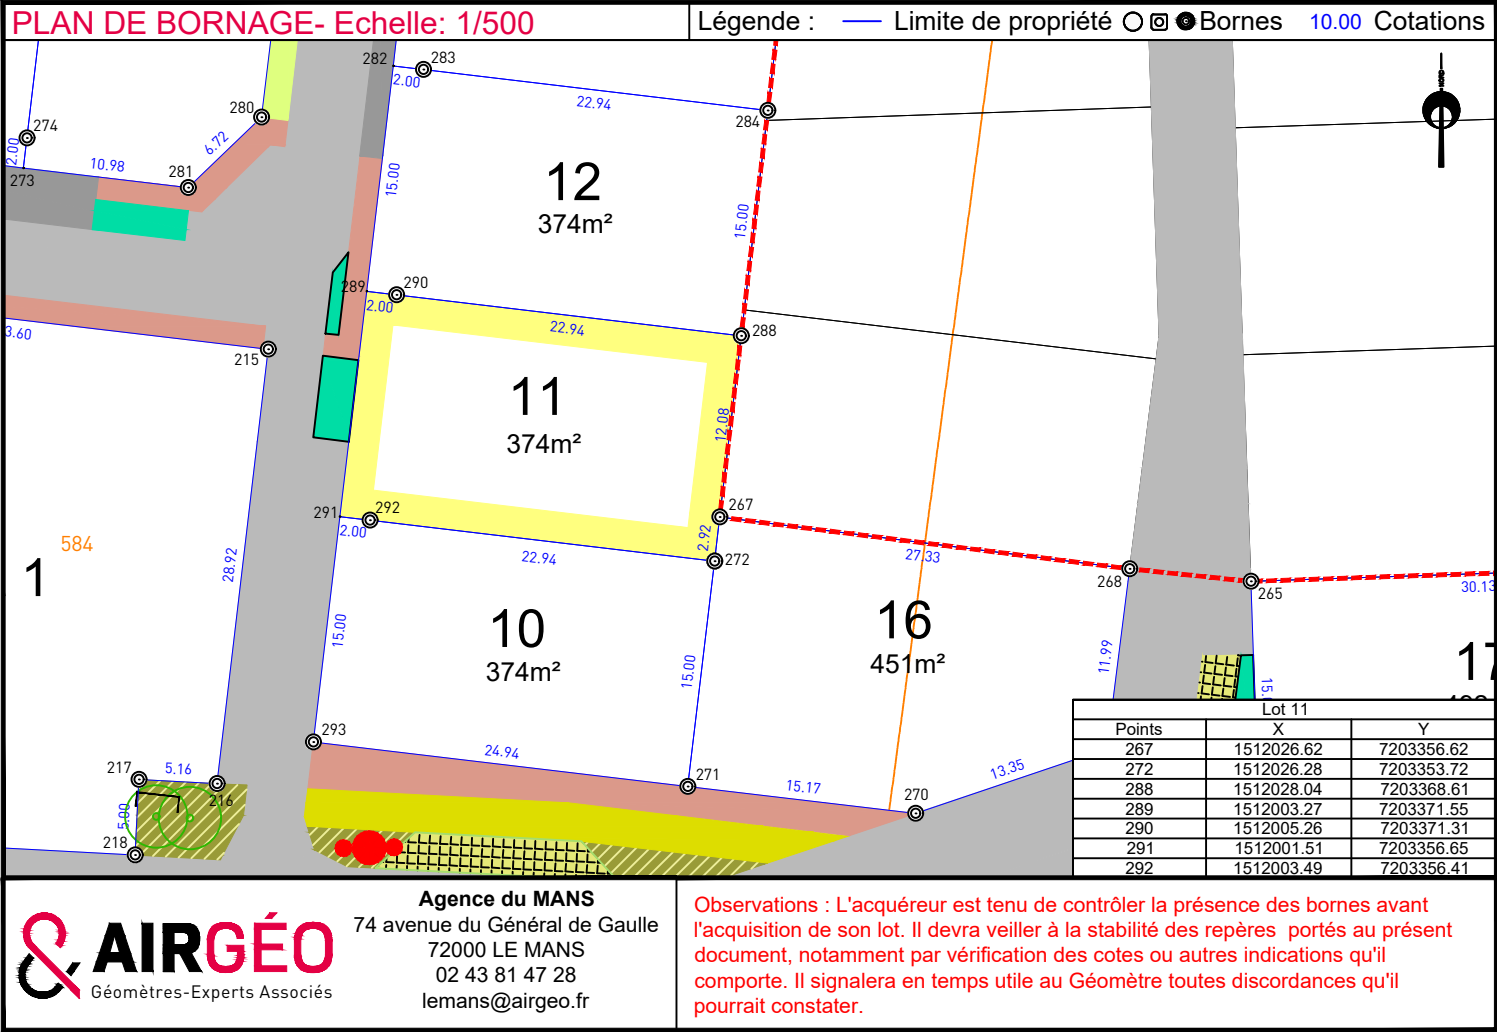 PLAN DE BORNAGE- Echelle: 1/500
Légende : Limite de propriété Bornes 10.00 Cotations
282
283
2.00
22.94
284
280
274
2.00
6.72
10.98
281
273
15.00
12
374m²
15.00
NORD
289
290
2.00
22.94
288
3.60
215
11
374m²
12.08
267
291
292
2.00
22.94
2.92
272
27.33
268
265
30.13
584
1
28.92
15.00
10
374m²
15.00
16
451m²
11.99
15.
17
293
24.94
271
15.17
270
13.35
217
5.16
216
5.00
218
Lot 11
Points X Y
267 1512026.62 7203356.62
272 1512026.28 7203353.72
288 1512028.04 7203368.61
289 1512003.27 7203371.55
290 1512005.26 7203371.31
291 1512001.51 7203356.65
292 1512003.49 7203356.41
AIRGÉO
Géomètres-Experts Associés
Agence du MANS
74 avenue du Général de Gaulle
72000 LE MANS
02 43 81 47 28
lemans@airgeo.fr
Observations : L'acquéreur est tenu de contrôler la présence des bornes avant
l'acquisition de son lot. Il devra veiller à la stabilité des repères portés au présent
document, notamment par vérification des cotes ou autres indications qu'il
comporte. Il signalera en temps utile au Géomètre toutes discordances qu'il
pourrait constater.